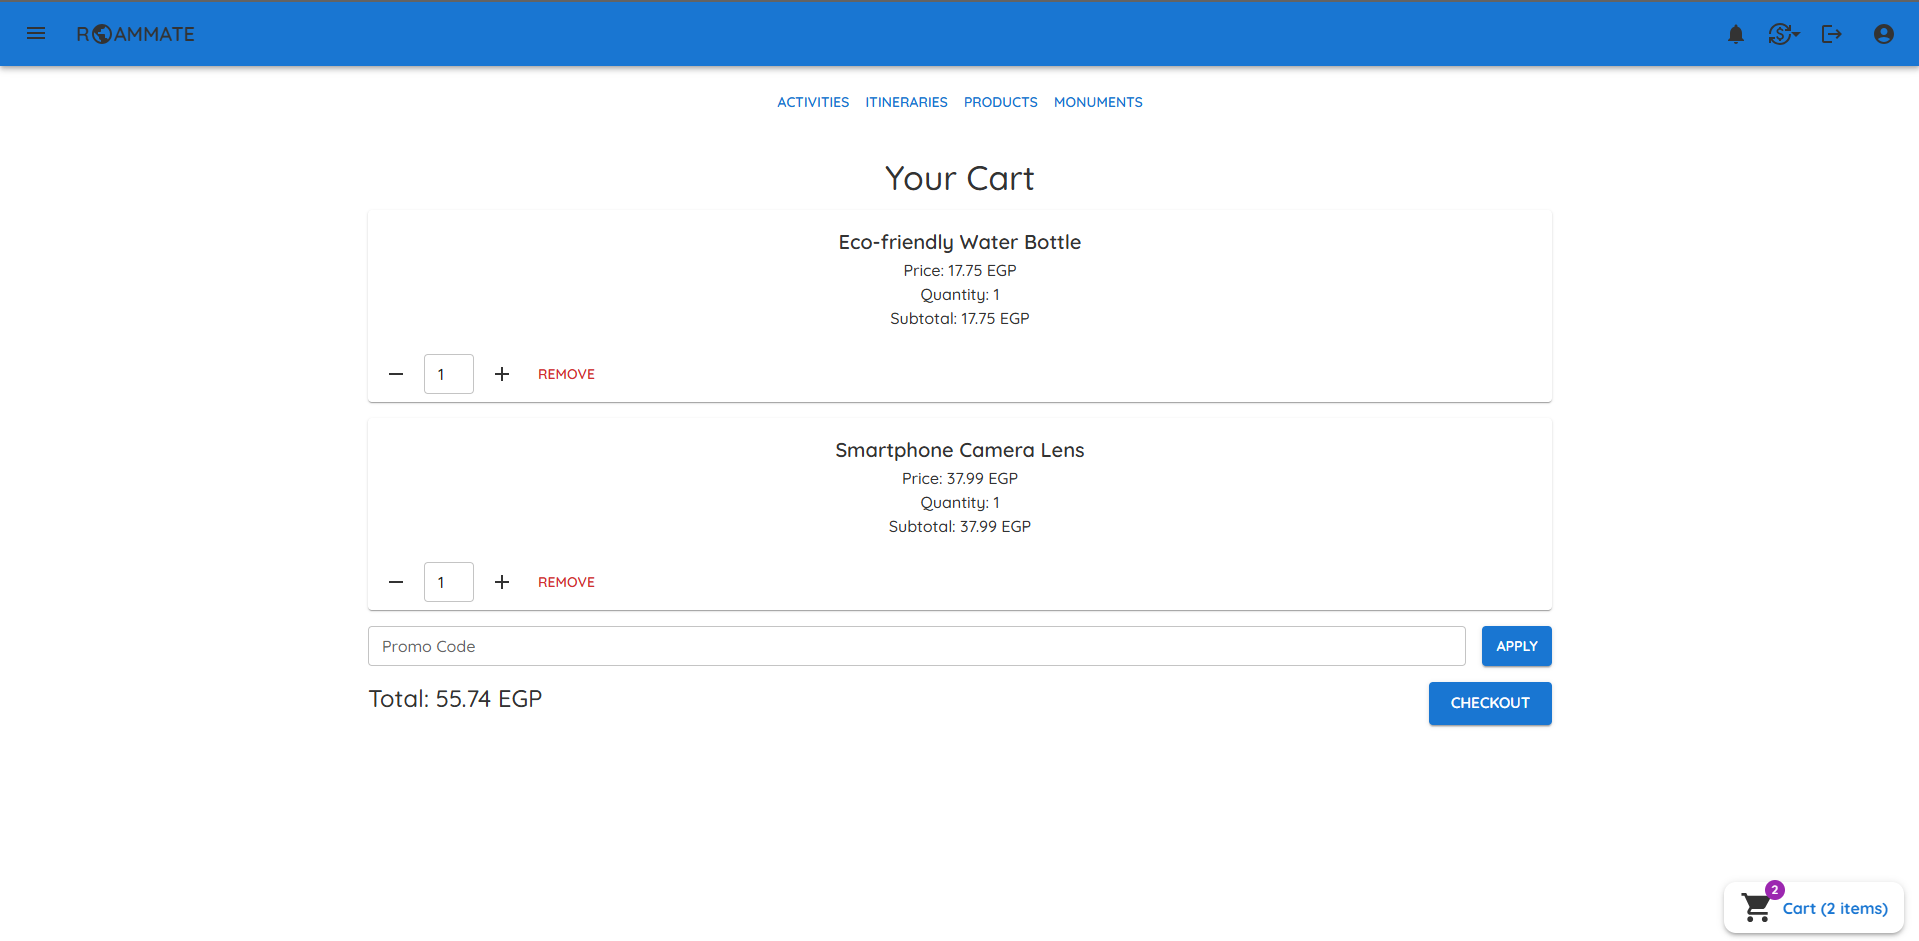 ROAMMATE
ACTIVITIES ITINERARIES PRODUCTS MONUMENTS
Your Cart
Eco-friendly Water Bottle
Price: 17.75 EGP
Quantity: 1
Subtotal: 17.75 EGP
1 REMOVE
Smartphone Camera Lens
Price: 37.99 EGP
Quantity: 1
Subtotal: 37.99 EGP
1 REMOVE
Promo Code APPLY
Total: 55.74 EGP CHECKOUT
2
Cart (2 items)